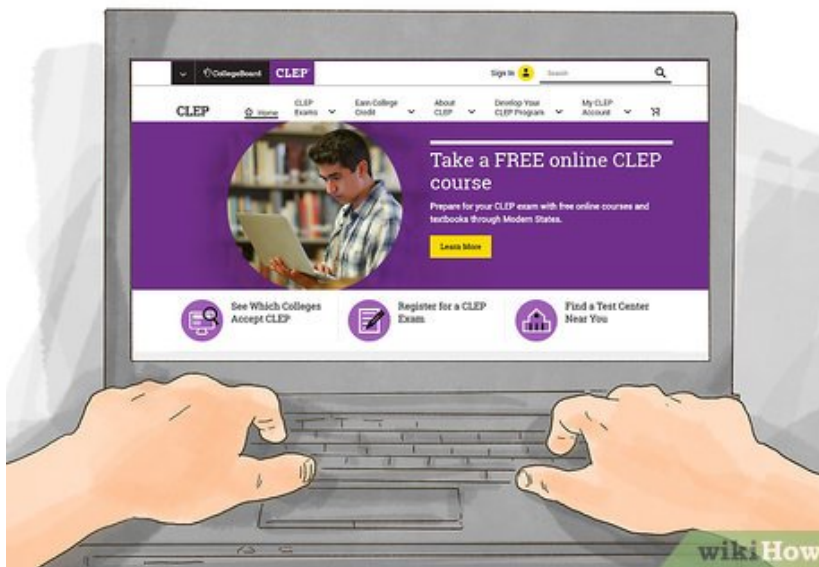 CollegeBoard CLEP Sign In Search
CLEP Home CLEP Exams Earn College Credit About CLEP Develop Your CLEP Program My CLEP Account
Take a FREE online CLEP
course
Prepare for your CLEP exam with free online courses and
textbooks through Modern States.
Learn More
See Which Colleges
Accept CLEP
Register for a CLEP
Exam
Find a Test Center
Near You
wikiHow